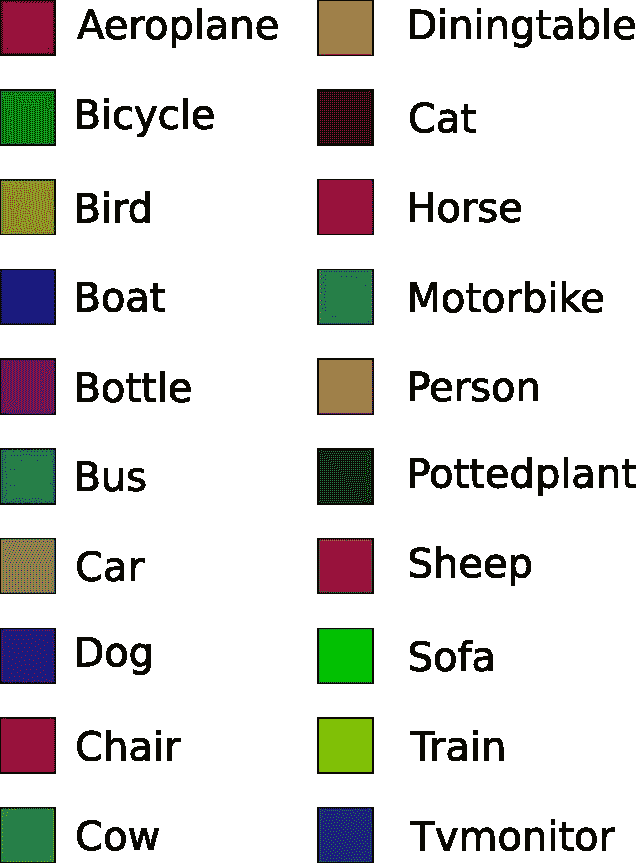 Aeroplane
Bicycle
Bird
Boat
Bottle
Bus
Car
Dog
Chair
Cow
Diningtable
Cat
Horse
Motorbike
Person
Pottedplant
Sheep
Sofa
Train
Tvmonitor